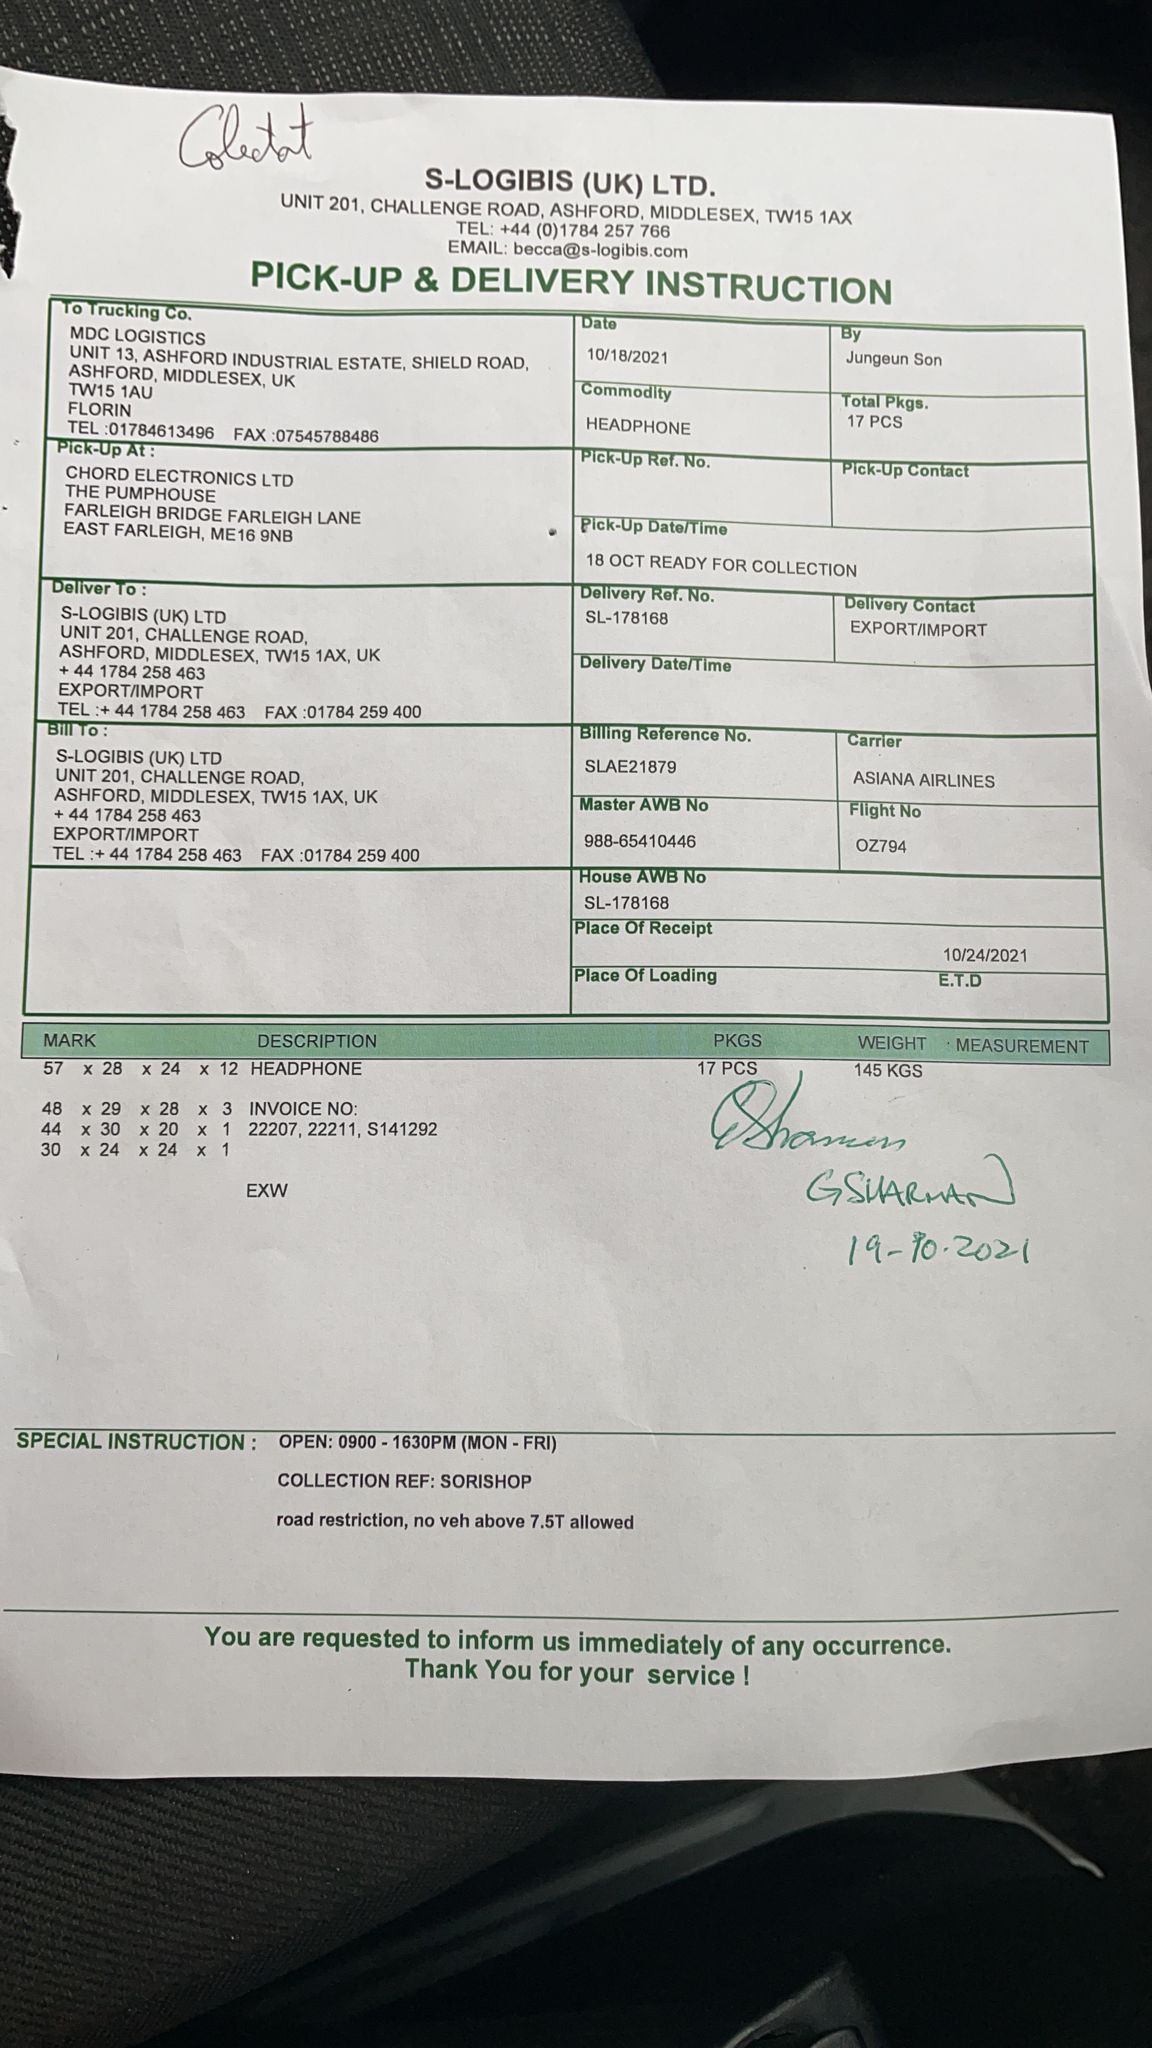 Colectat
S-LOGIBIS (UK) LTD.
UNIT 201, CHALLENGE ROAD, ASHFORD, MIDDLESEX, TW15 1AX
TEL: +44 (0)1784 257 766
EMAIL: becca@s-logibis.com
PICK-UP & DELIVERY INSTRUCTION
To Trucking Co.
MDC LOGISTICS
UNIT 13, ASHFORD INDUSTRIAL ESTATE, SHIELD ROAD,
ASHFORD, MIDDLESEX, UK
TW15 1AU
FLORIN
TEL :01784613496 FAX :07545788486
Date
10/18/2021
By
Jungeun Son
Commodity
HEADPHONE
Total Pkgs.
17 PCS
Pick-Up At :
CHORD ELECTRONICS LTD
THE PUMPHOUSE
FARLEIGH BRIDGE FARLEIGH LANE
EAST FARLEIGH, ME16 9NB
Pick-Up Ref. No.
Pick-Up Contact
Pick-Up Date/Time
18 OCT READY FOR COLLECTION
Deliver To :
S-LOGIBIS (UK) LTD
UNIT 201, CHALLENGE ROAD,
ASHFORD, MIDDLESEX, TW15 1AX, UK
+ 44 1784 258 463
EXPORT/IMPORT
TEL :+ 44 1784 258 463 FAX :01784 259 400
Delivery Ref. No.
SL-178168
Delivery Contact
EXPORT/IMPORT
Delivery Date/Time
Bill To :
S-LOGIBIS (UK) LTD
UNIT 201, CHALLENGE ROAD,
ASHFORD, MIDDLESEX, TW15 1AX, UK
+ 44 1784 258 463
EXPORT/IMPORT
TEL :+ 44 1784 258 463 FAX :01784 259 400
Billing Reference No.
SLAE21879
Carrier
ASIANA AIRLINES
Master AWB No
988-65410446
Flight No
OZ794
House AWB No
SL-178168
Place Of Receipt
10/24/2021
Place Of Loading
E.T.D
MARK DESCRIPTION PKGS WEIGHT MEASUREMENT
57 x 28 x 24 x 12 HEADPHONE 17 PCS 145 KGS
48 x 29 x 28 x 3 INVOICE NO:
44 x 30 x 20 x 1 22207, 22211, S141292
30 x 24 x 24 x 1
EXW
GSharman
G SHARMAN
19-10-2021
SPECIAL INSTRUCTION : OPEN: 0900 - 1630PM (MON - FRI)
COLLECTION REF: SORISHOP
road restriction, no veh above 7.5T allowed
You are requested to inform us immediately of any occurrence.
Thank You for your service !